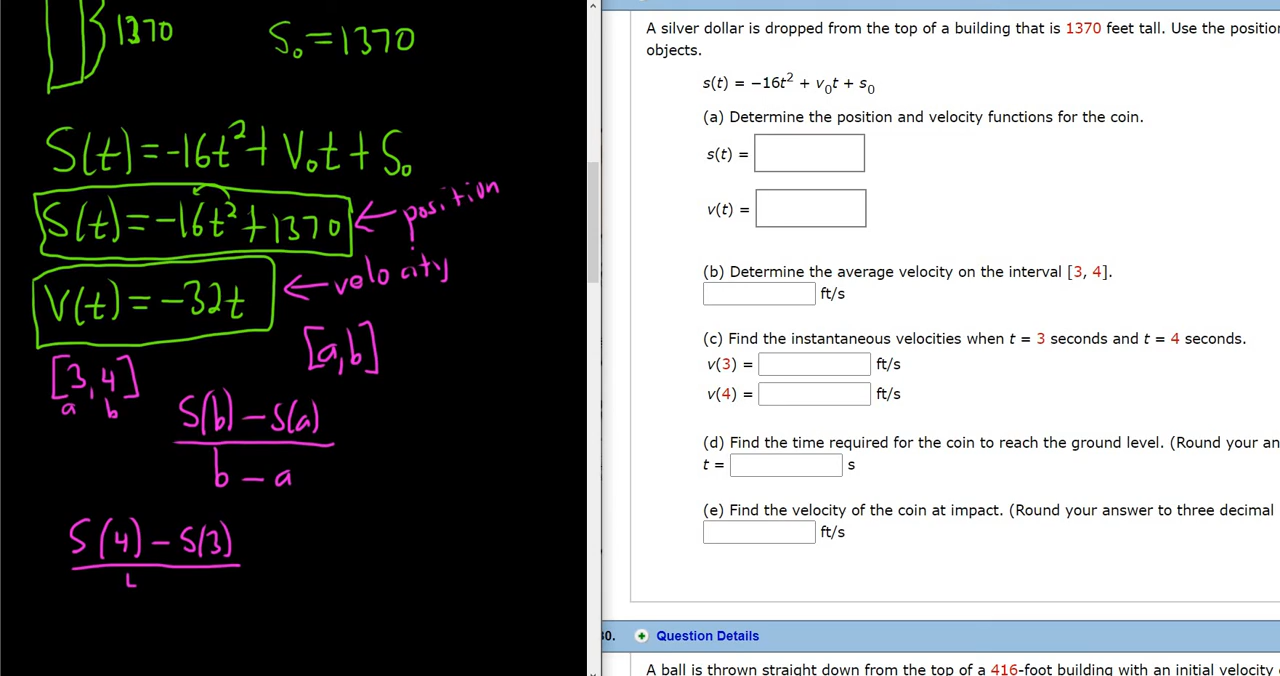 1370
S₀ = 1370
S(t) = -16t² + V₀t + S₀
S(t) = -16t² + 1370
position
V(t) = -32t
velocity
[3, 4]
a b
[a, b]
S(b) - S(a)
b - a
S(4) - S(3)
A silver dollar is dropped from the top of a building that is 1370 feet tall. Use the position
objects.
s(t) = −16t² + v₀t + s₀
(a) Determine the position and velocity functions for the coin.
s(t) =
v(t) =
(b) Determine the average velocity on the interval [3, 4].
ft/s
(c) Find the instantaneous velocities when t = 3 seconds and t = 4 seconds.
v(3) = ft/s
v(4) = ft/s
(d) Find the time required for the coin to reach the ground level. (Round your an
t = s
(e) Find the velocity of the coin at impact. (Round your answer to three decimal
ft/s
0. Question Details
A ball is thrown straight down from the top of a 416-foot building with an initial velocity